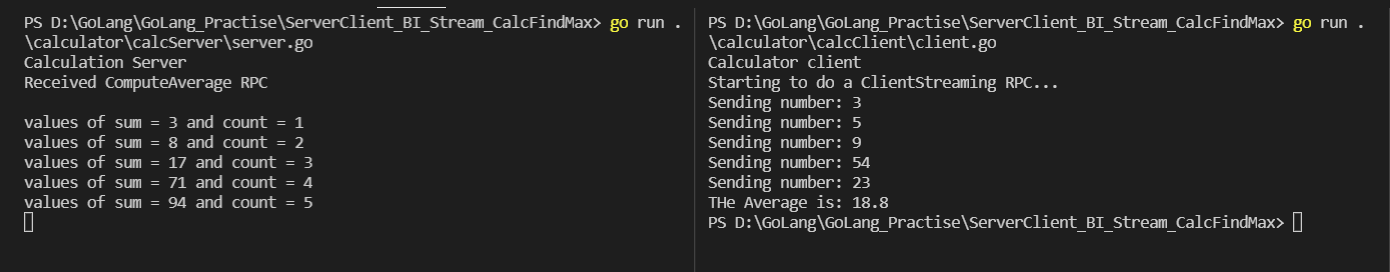 PS D:\GoLang\GoLang_Practise\ServerClient_BI_Stream_CalcFindMax> go run .
\calculator\calcServer\server.go
Calculation Server
Received ComputeAverage RPC
values of sum = 3 and count = 1
values of sum = 8 and count = 2
values of sum = 17 and count = 3
values of sum = 71 and count = 4
values of sum = 94 and count = 5
PS D:\GoLang\GoLang_Practise\ServerClient_BI_Stream_CalcFindMax> go run .
\calculator\calcClient\client.go
Calculator client
Starting to do a ClientStreaming RPC...
Sending number: 3
Sending number: 5
Sending number: 9
Sending number: 54
Sending number: 23
THe Average is: 18.8
PS D:\GoLang\GoLang_Practise\ServerClient_BI_Stream_CalcFindMax>